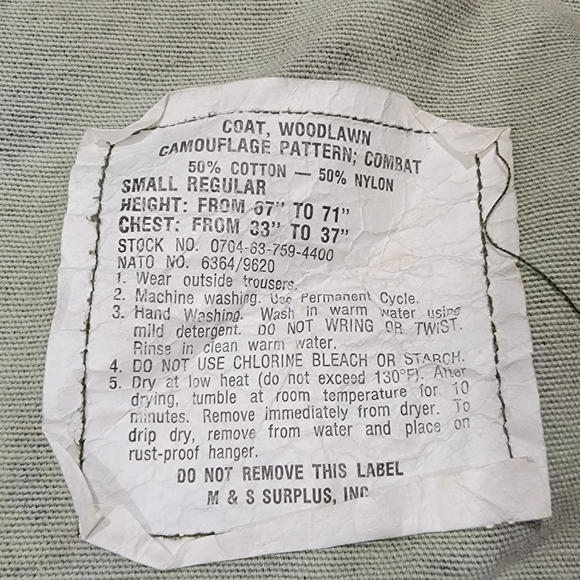 COAT, WOODLAWN
CAMOUFLAGE PATTERN; COMBAT
50% COTTON — 50% NYLON
SMALL REGULAR
HEIGHT: FROM 67" TO 71"
CHEST: FROM 33" TO 37"
STOCK NO. 0704-63-759-4400
NATO NO. 6364/9620
1. Wear outside trousers.
2. Machine washing. Use Permanent Cycle.
3. Hand Washing. Wash in warm water using
mild detergent. DO NOT WRING OR TWIST.
Rinse in clean warm water.
4. DO NOT USE CHLORINE BLEACH OR STARCH.
5. Dry at low heat (do not exceed 130°F). After
drying, tumble at room temperature for 10
minutes. Remove immediately from dryer. To
drip dry, remove from water and place on
rust-proof hanger.
DO NOT REMOVE THIS LABEL
M & S SURPLUS, INC